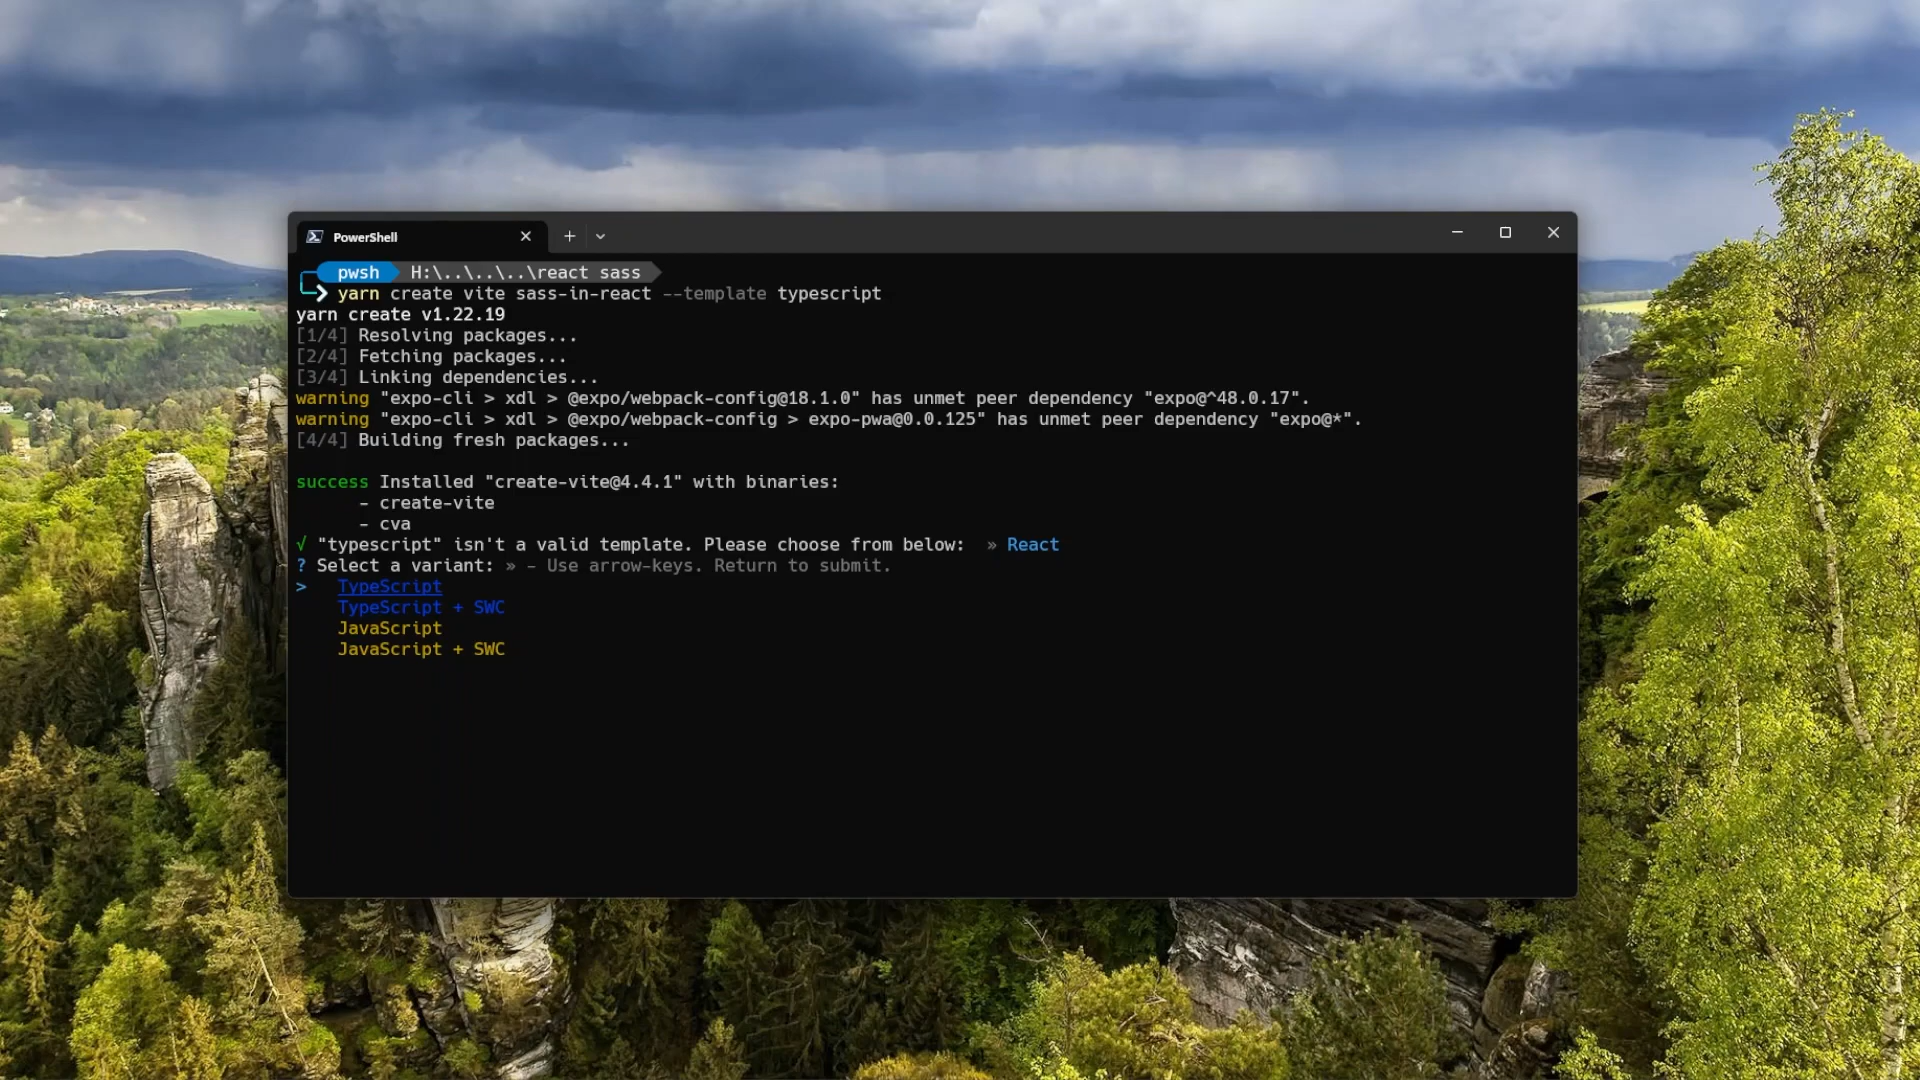 PowerShell
pwsh H:\..\..\..\react sass
yarn create vite sass-in-react --template typescript
yarn create v1.22.19
[1/4] Resolving packages...
[2/4] Fetching packages...
[3/4] Linking dependencies...
warning "expo-cli > xdl > @expo/webpack-config@18.1.0" has unmet peer dependency "expo@^48.0.17".
warning "expo-cli > xdl > @expo/webpack-config > expo-pwa@0.0.125" has unmet peer dependency "expo@*".
[4/4] Building fresh packages...
success Installed "create-vite@4.4.1" with binaries:
- create-vite
- cva
√ "typescript" isn't a valid template. Please choose from below: » React
? Select a variant: » - Use arrow-keys. Return to submit.
> TypeScript
TypeScript + SWC
JavaScript
JavaScript + SWC